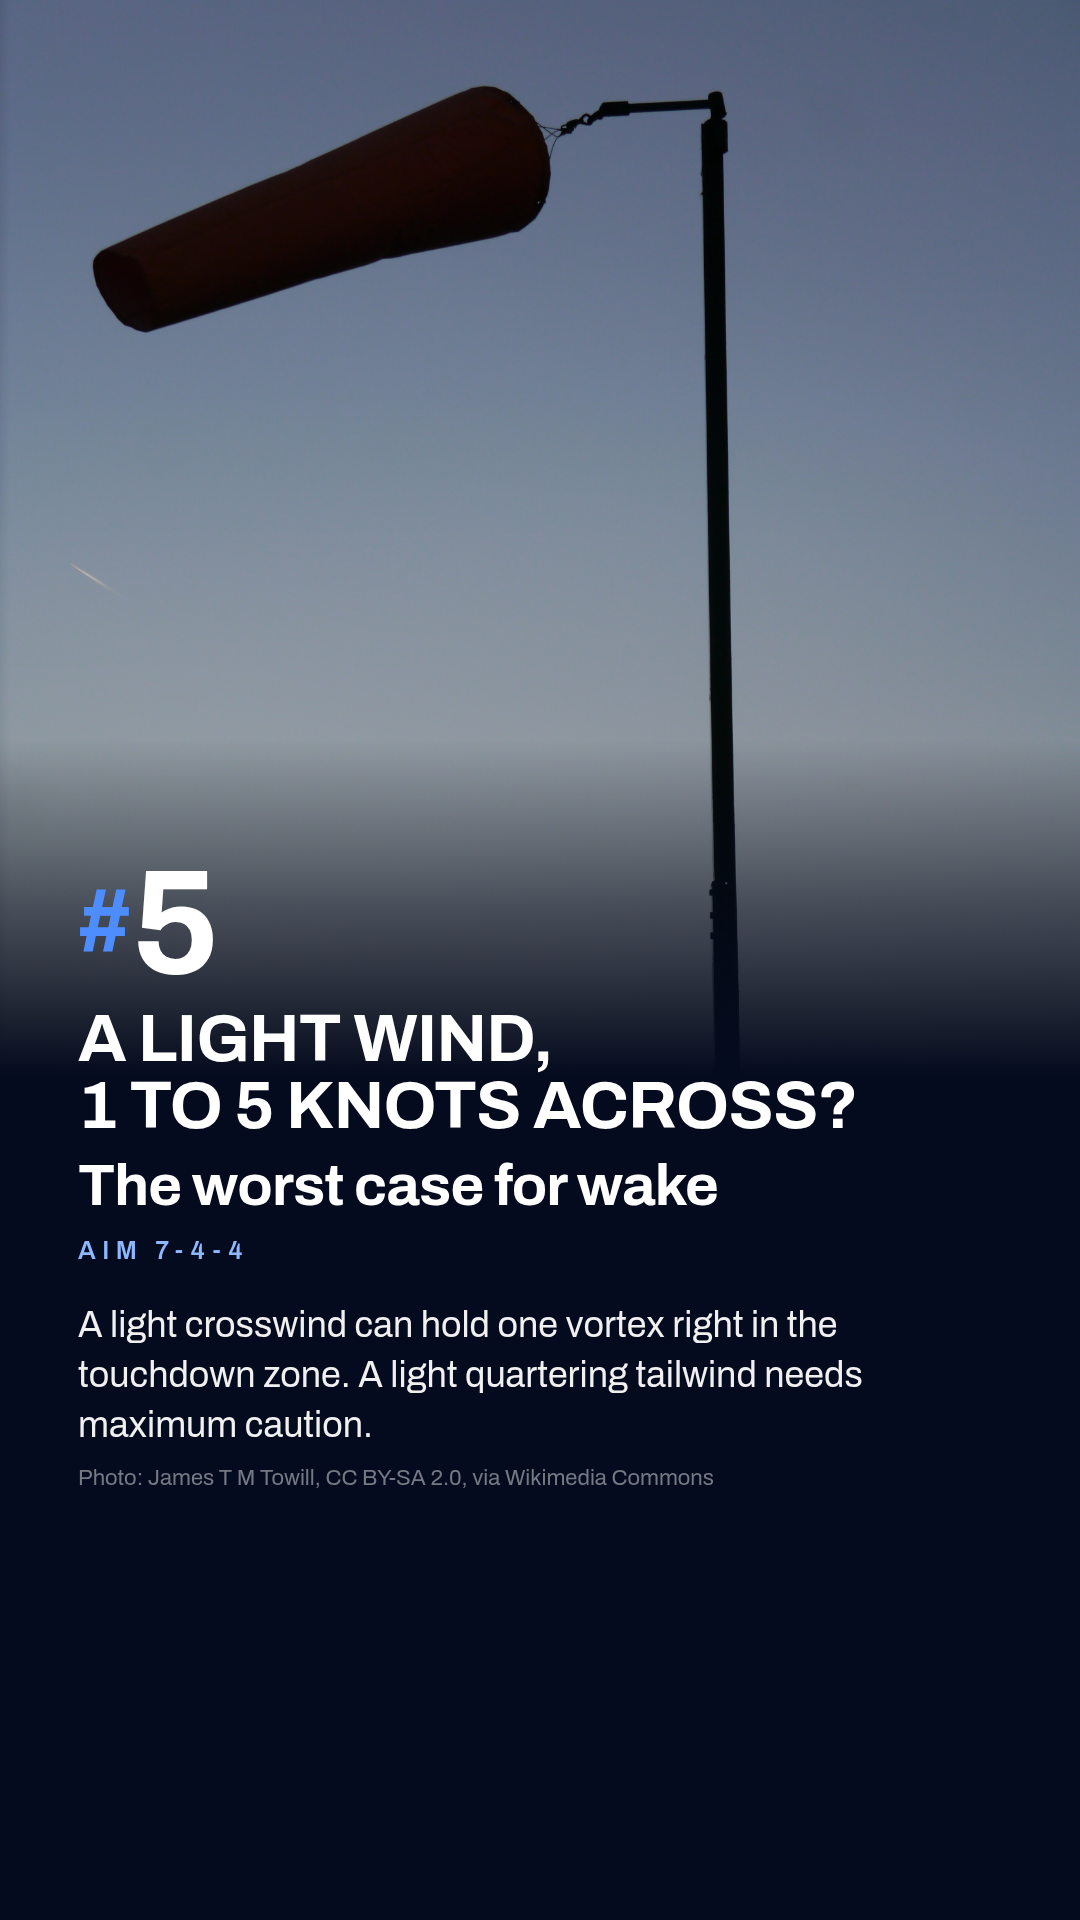 #5
A LIGHT WIND,
1 TO 5 KNOTS ACROSS?
The worst case for wake
AIM 7-4-4
A light crosswind can hold one vortex right in the
touchdown zone. A light quartering tailwind needs
maximum caution.
Photo: James T M Towill, CC BY-SA 2.0, via Wikimedia Commons